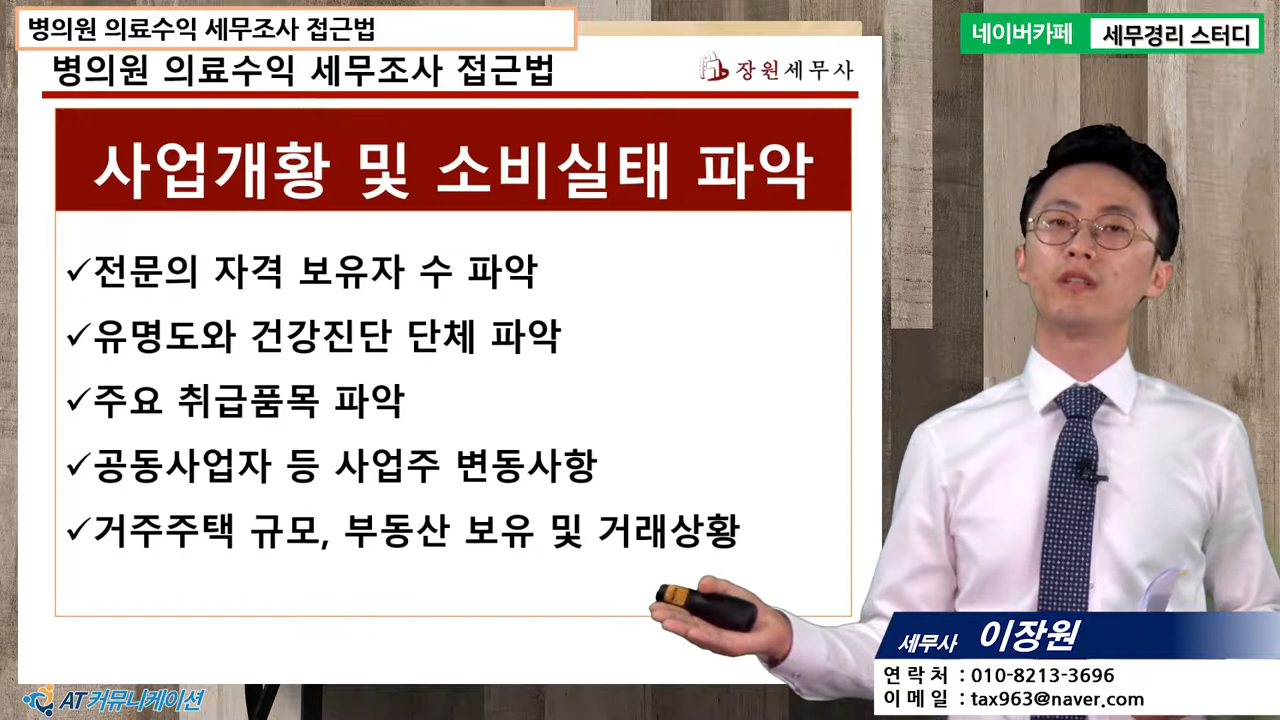 병의원 의료수익 세무조사 접근법
네이버카페 세무경리 스터디
병의원 의료수익 세무조사 접근법
장원세무사
사업개황 및 소비실태 파악
✓전문의 자격 보유자 수 파악
✓유명도와 건강진단 단체 파악
✓주요 취급품목 파악
✓공동사업자 등 사업주 변동사항
✓거주주택 규모, 부동산 보유 및 거래상황
세무사 이장원
연 락 처 : 010-8213-3696
이 메 일 : tax963@naver.com
AT커뮤니케이션